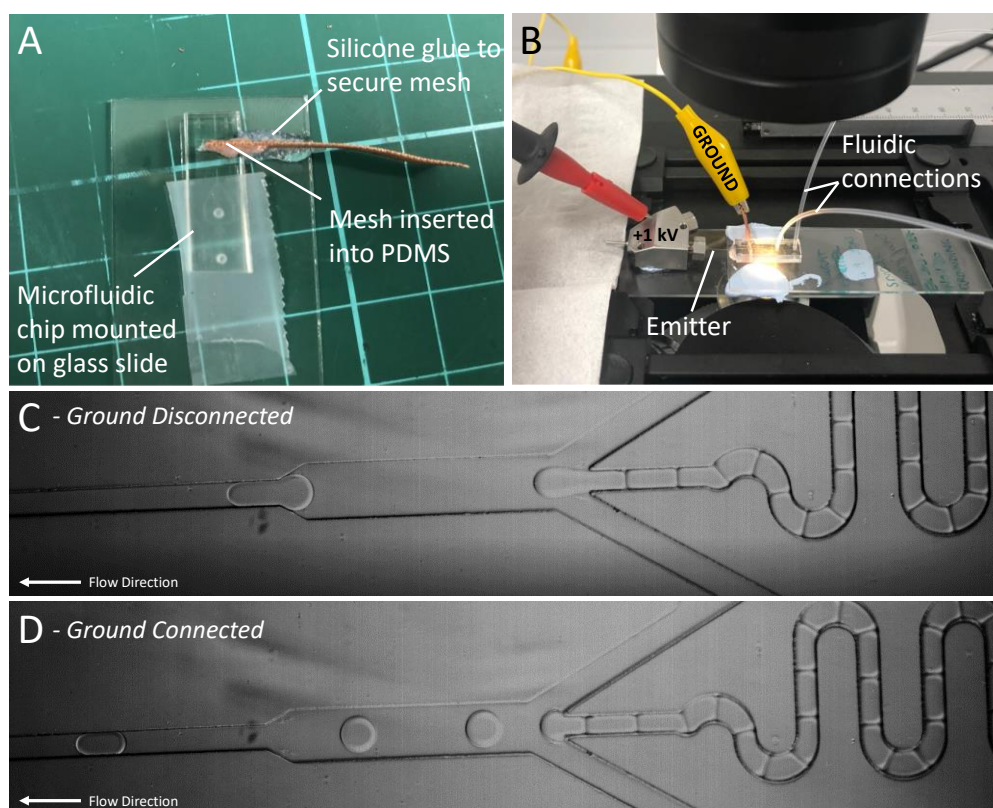 A
Silicone glue to
secure mesh
Mesh inserted
into PDMS
Microfluidic
chip mounted
on glass slide
B
GROUND
Fluidic
connections
+1 kV
Emitter
C - Ground Disconnected
Flow Direction
D - Ground Connected
Flow Direction